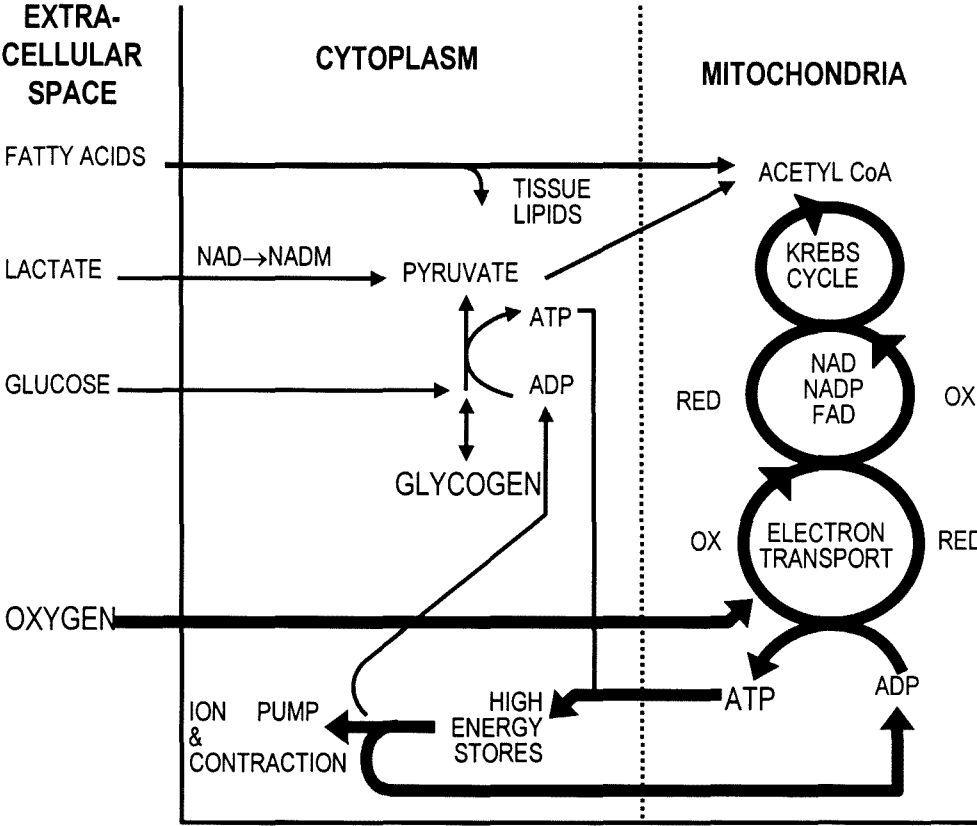 EXTRA-
CELLULAR
SPACE
CYTOPLASM
MITOCHONDRIA
FATTY ACIDS
ACETYL CoA
TISSUE
LIPIDS
KREBS
CYCLE
LACTATE
NAD→NADM
PYRUVATE
ATP
GLUCOSE
ADP
NAD
NADP
FAD
RED
OX
GLYCOGEN
OX
ELECTRON
TRANSPORT
RED
OXYGEN
ATP
ADP
HIGH
ENERGY
STORES
ION PUMP
&
CONTRACTION